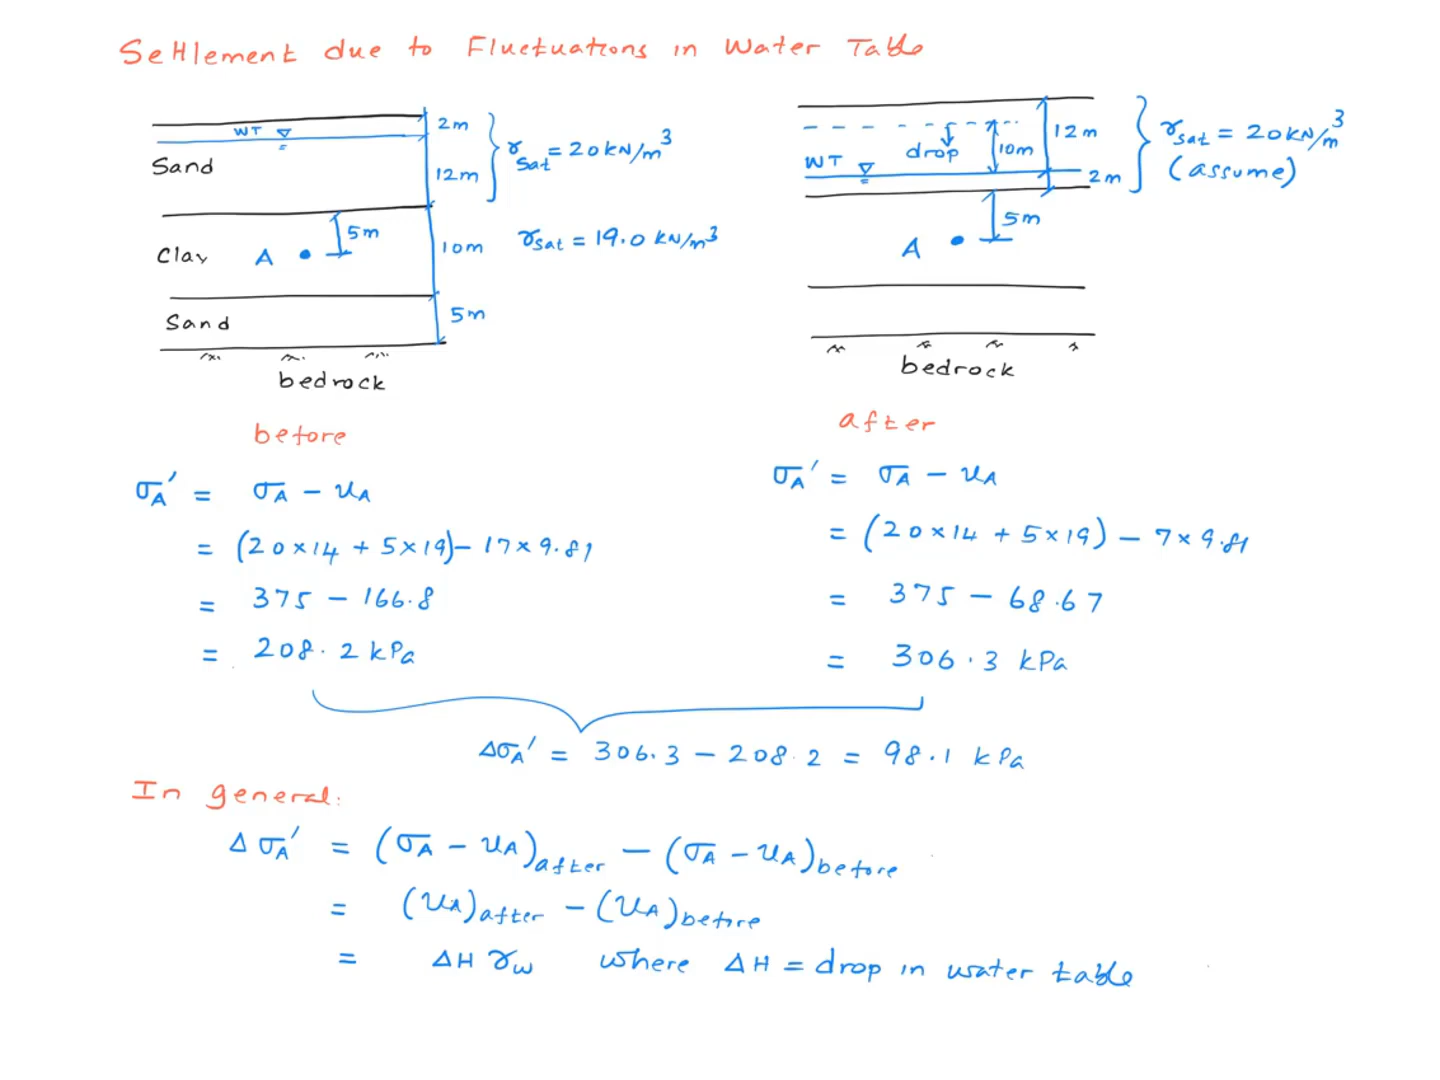 Settlement due to Fluctuations in Water Table
WT
2m
Sand
12m
γsat = 20 kN/m³
5m
Clay
A
10m
γsat = 19.0 kN/m³
Sand
5m
bedrock
before
12m
drop
10m
WT
2m
γsat = 20 kN/m³
(assume)
5m
A
bedrock
after
σA' = σA - uA
= (20×14 + 5×19) - 17×9.81
= 375 - 166.8
= 208.2 kPa
σA' = σA - uA
= (20×14 + 5×19) - 7×9.81
= 375 - 68.67
= 306.3 kPa
ΔσA' = 306.3 - 208.2 = 98.1 kPa
In general:
ΔσA' = (σA - uA)after - (σA - uA)before
= (uA)after - (uA)before
= ΔH γw where ΔH = drop in water table